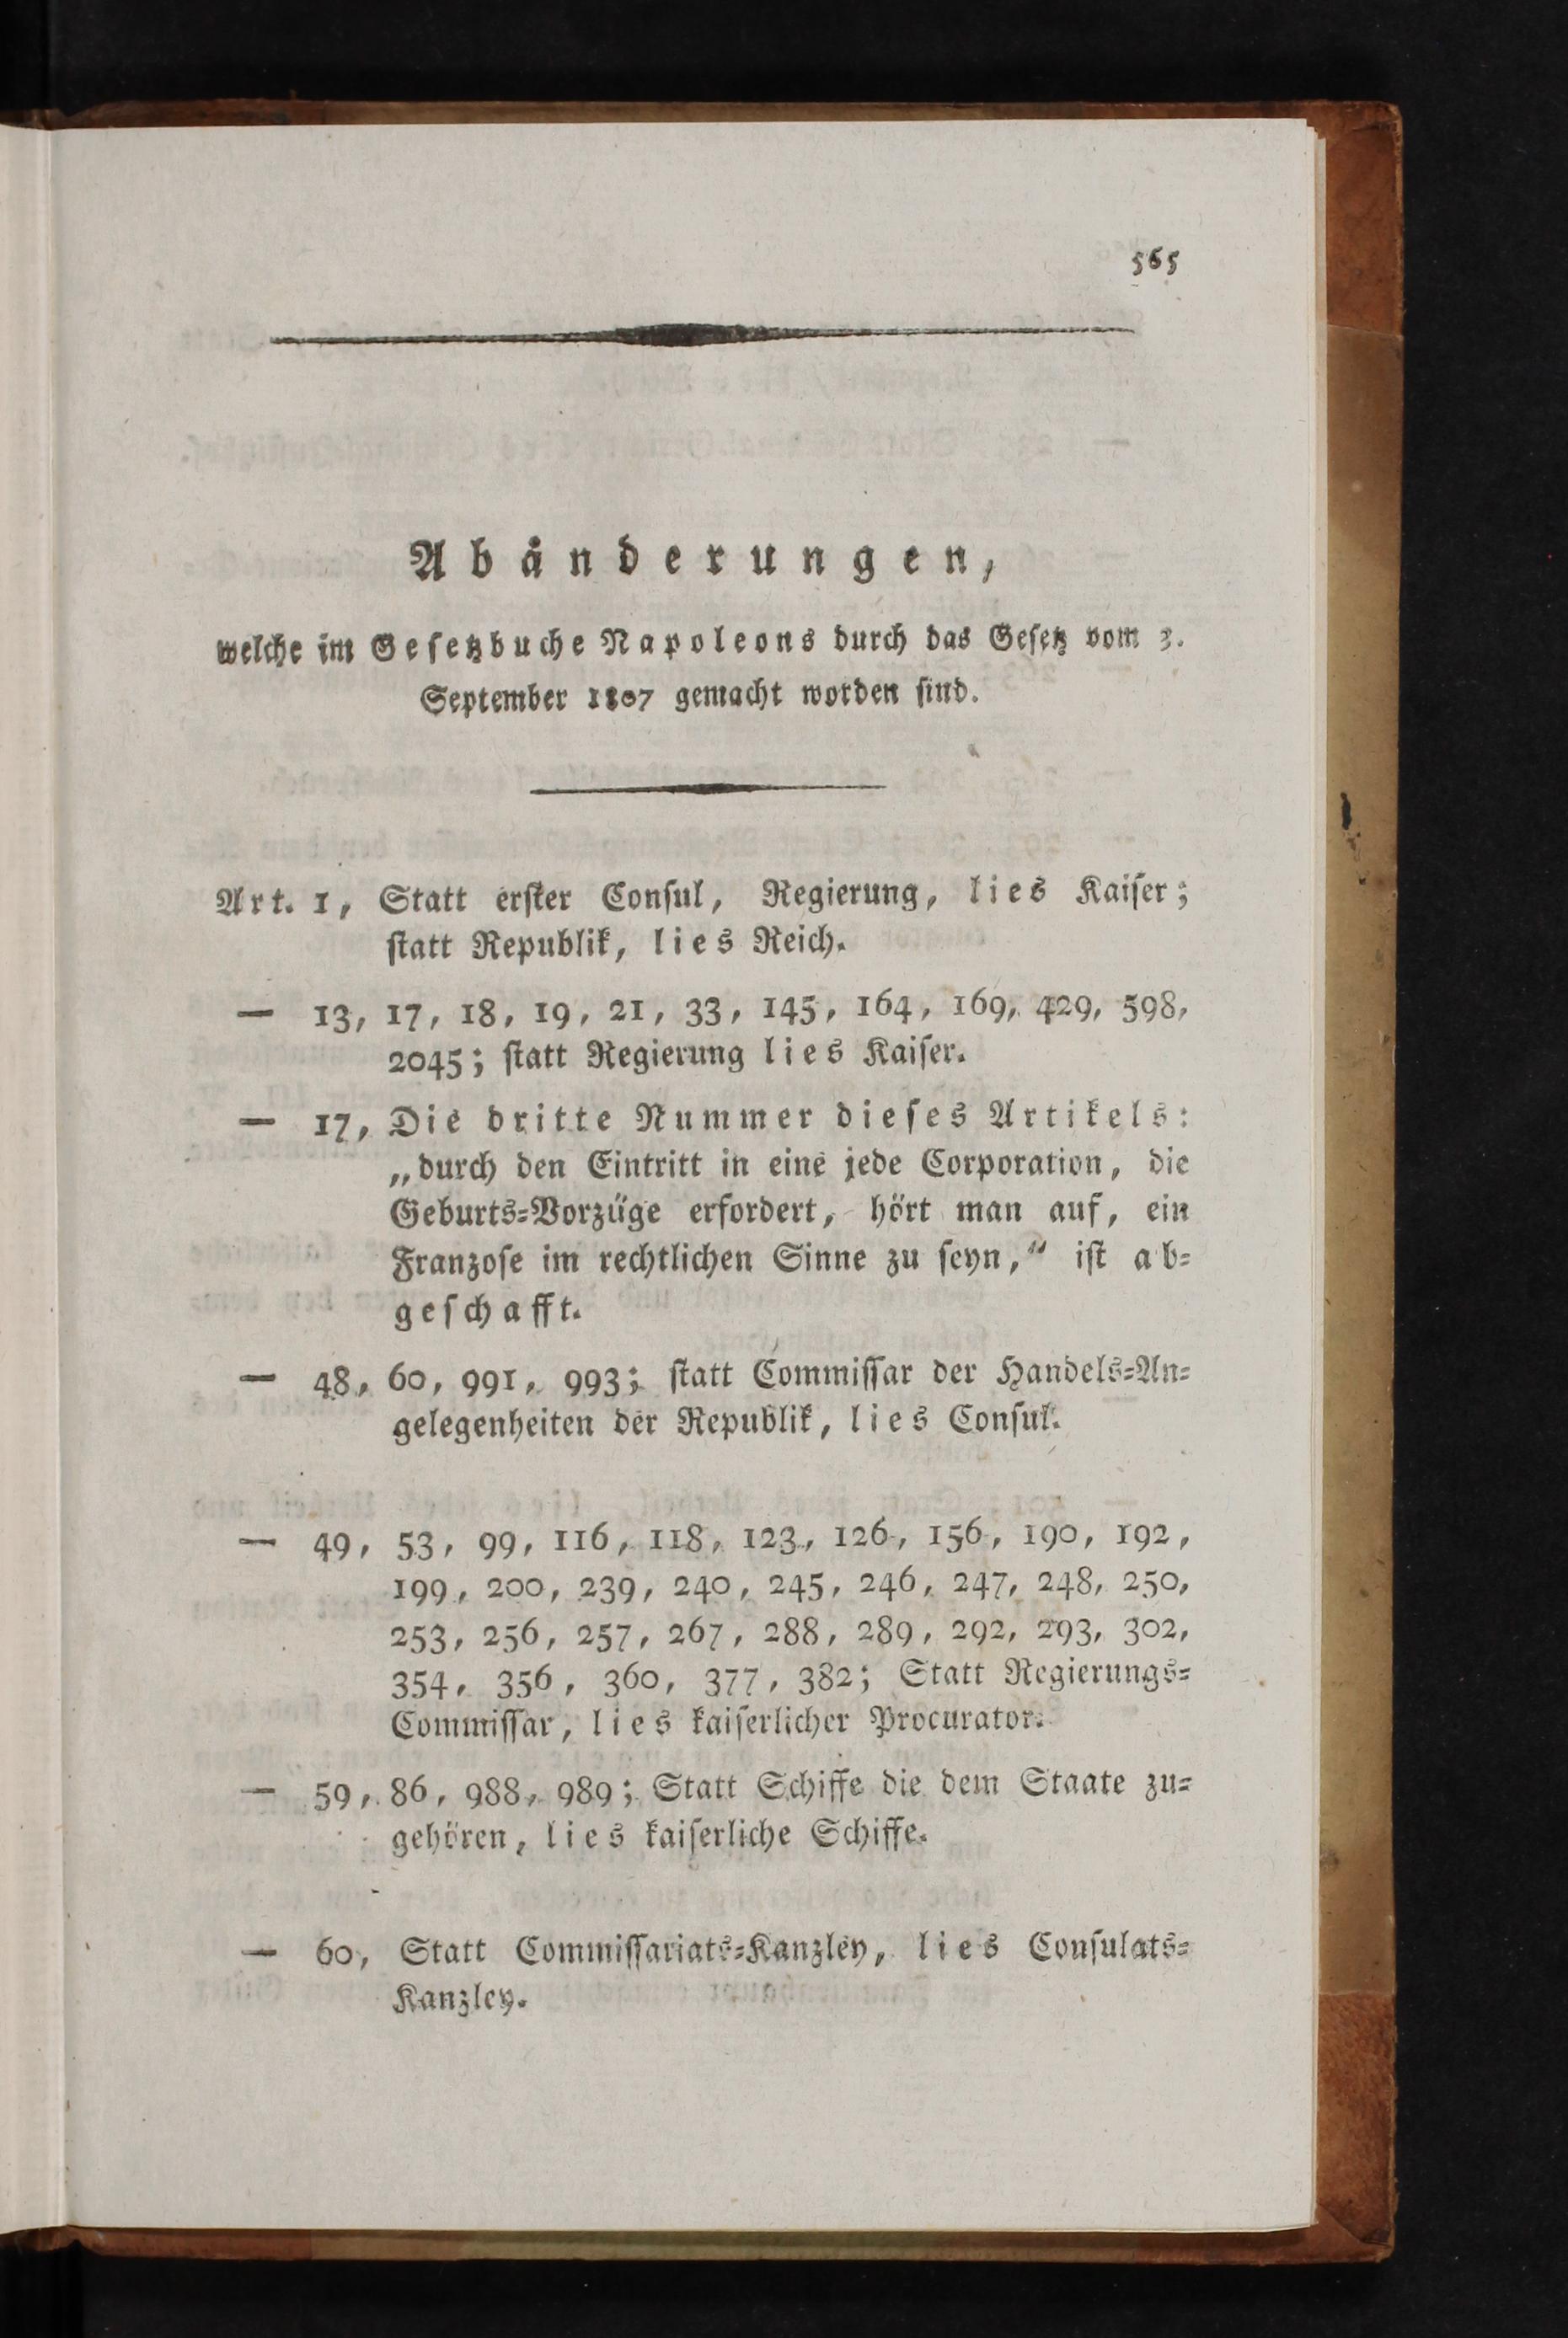 565
Abänderungen,
welche im Gesetzbuche Napoleons durch das Gesetz vom 3.
September 1807 gemacht worden sind.
Art. 1, Statt erster Consul, Regierung, lies Kaiser;
statt Republik, lies Reich.
— 13, 17, 18, 19, 21, 33, 145, 164, 169, 429, 598,
2045; statt Regierung lies Kaiser.
— 17, Die dritte Nummer dieses Artikels:
„durch den Eintritt in eine jede Corporation, die
Geburts-Vorzüge erfordert, hört man auf, ein
Franzose im rechtlichen Sinne zu seyn,“ ist ab-
geschafft.
— 48, 60, 991, 993; statt Commissar der Handels-An-
gelegenheiten der Republik, lies Consul.
— 49, 53, 99, 116, 118, 123, 126, 156, 190, 192,
199, 200, 239, 240, 245, 246, 247, 248, 250,
253, 256, 257, 267, 288, 289, 292, 293, 302,
354, 356, 360, 377, 382; Statt Regierungs-
Commissar, lies kaiserlicher Procurator.
— 59, 86, 988, 989; Statt Schiffe die dem Staate zu-
gehören, lies kaiserliche Schiffe.
— 60, Statt Commissariats-Kanzley, lies Consulats-
Kanzley.